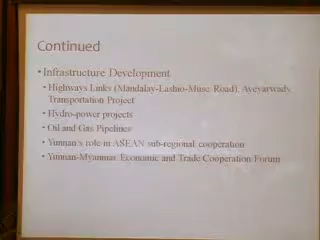 Continued
• Infrastructure Development
• Highways Links (Mandalay-Lashio-Muse Road), Ayeyarwady
Transportation Project
• Hydro-power projects
• Oil and Gas Pipelines
• Yunnan's role in ASEAN sub-regional cooperation
• Yunnan-Myanmar Economic and Trade Cooperation Forum